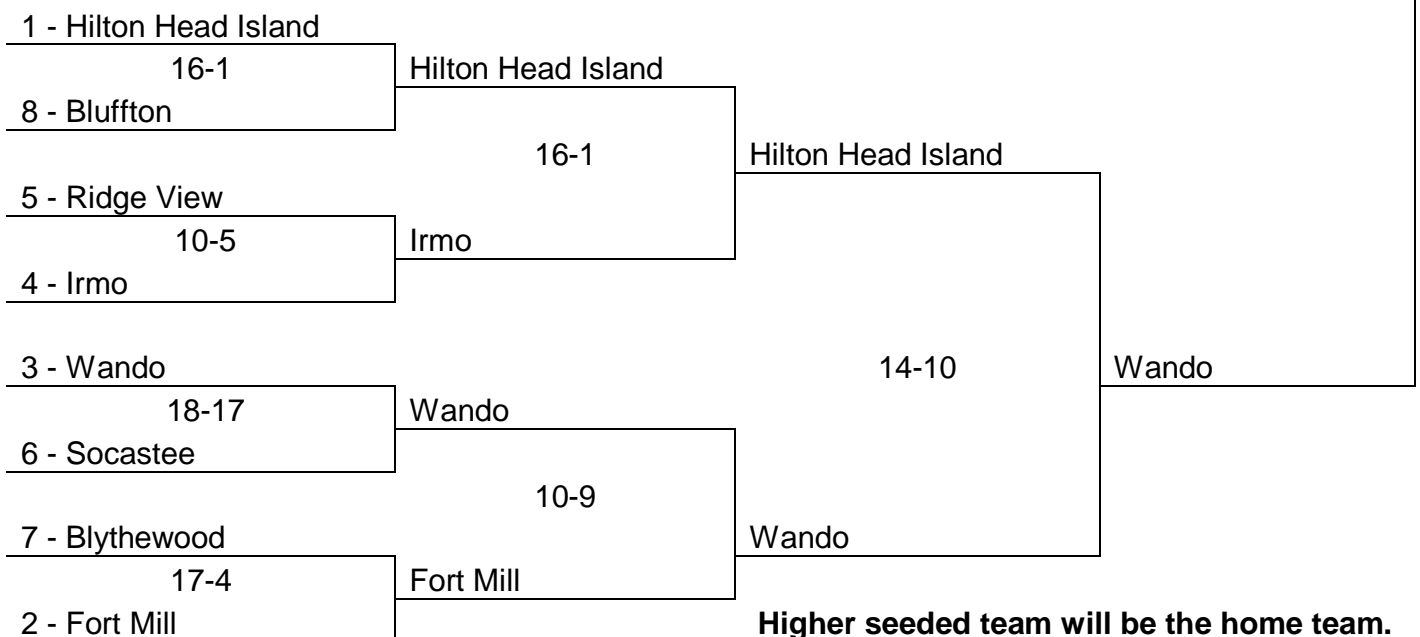 1 - Hilton Head Island
16-1
Hilton Head Island
8 - Bluffton
16-1
Hilton Head Island
5 - Ridge View
10-5
Irmo
4 - Irmo
3 - Wando
14-10
Wando
18-17
Wando
6 - Socastee
10-9
7 - Blythewood
Wando
17-4
Fort Mill
2 - Fort Mill
Higher seeded team will be the home team.